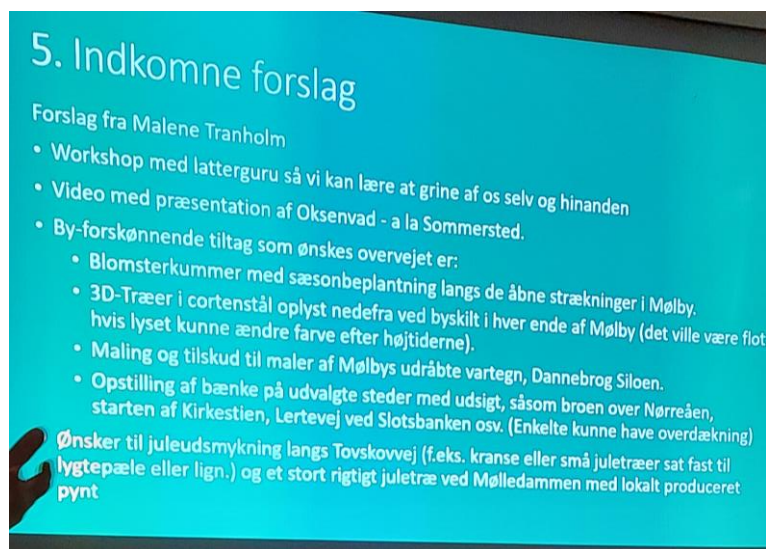 5. Indkomne forslag
Forslag fra Malene Tranholm
• Workshop med latterguru så vi kan lære at grine af os selv og hinanden
• Video med præsentation af Oksenvad - a la Sommersted.
• By-forskønnende tiltag som ønskes overvejet er:
• Blomsterkummer med sæsonbeplantning langs de åbne strækninger i Mølby.
• 3D-Træer i cortenstål oplyst nedefra ved byskilt i hver ende af Mølby (det ville være flot
hvis lyset kunne ændre farve efter højtiderne).
• Maling og tilskud til maler af Mølbys udråbte vartegn, Dannebrog Siloen.
• Opstilling af bænke på udvalgte steder med udsigt, såsom broen over Nørreåen,
starten af Kirkestien, Lertevej ved Slotsbanken osv. (Enkelte kunne have overdækning)
Ønsker til juleudsmykning langs Tovskovvej (f.eks. kranse eller små juletræer sat fast til
lygtepæle eller lign.) og et stort rigtigt juletræ ved Mølledammen med lokalt produceret
pynt